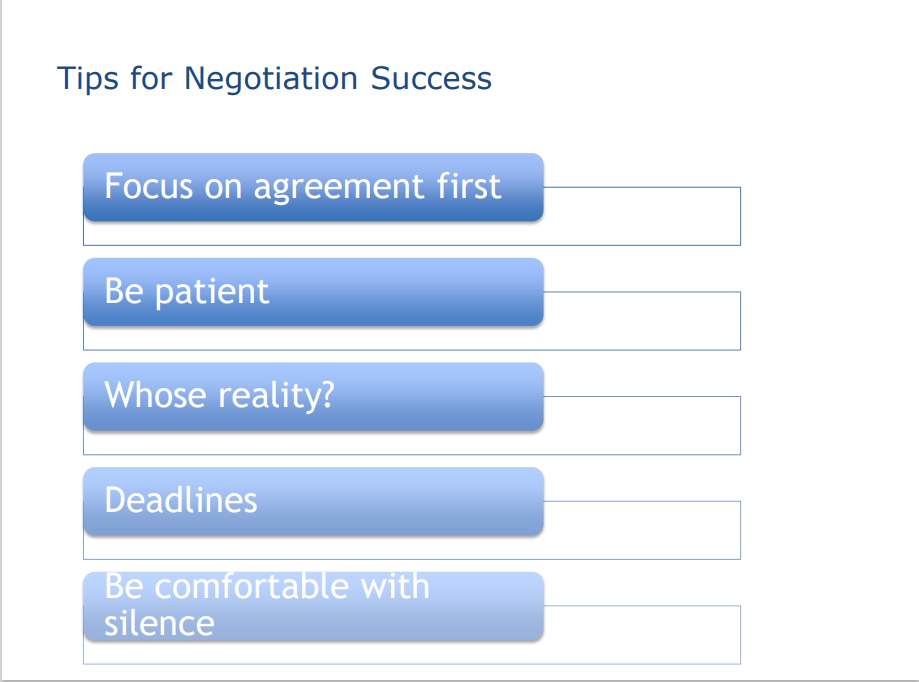 Tips for Negotiation Success
Focus on agreement first
Be patient
Whose reality?
Deadlines
Be comfortable with
silence